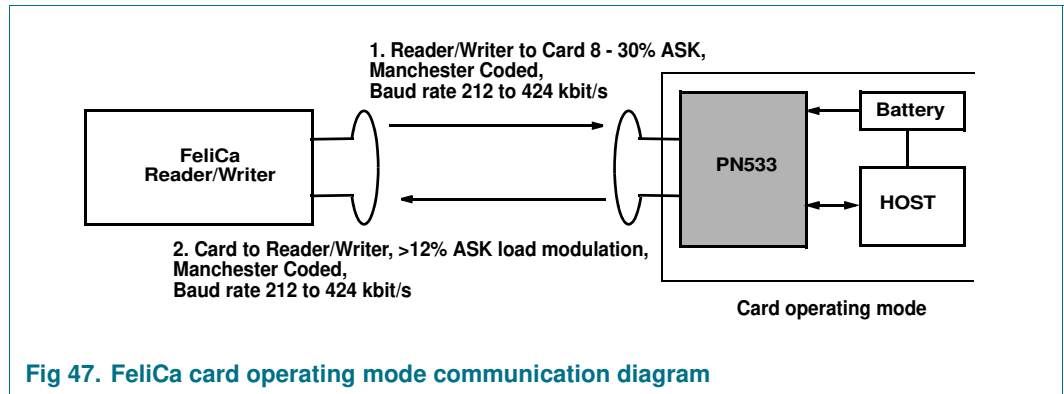 1. Reader/Writer to Card 8 - 30% ASK,
Manchester Coded,
Baud rate 212 to 424 kbit/s
FeliCa
Reader/Writer
PN533
Battery
HOST
2. Card to Reader/Writer, >12% ASK load modulation,
Manchester Coded,
Baud rate 212 to 424 kbit/s
Card operating mode
Fig 47. FeliCa card operating mode communication diagram